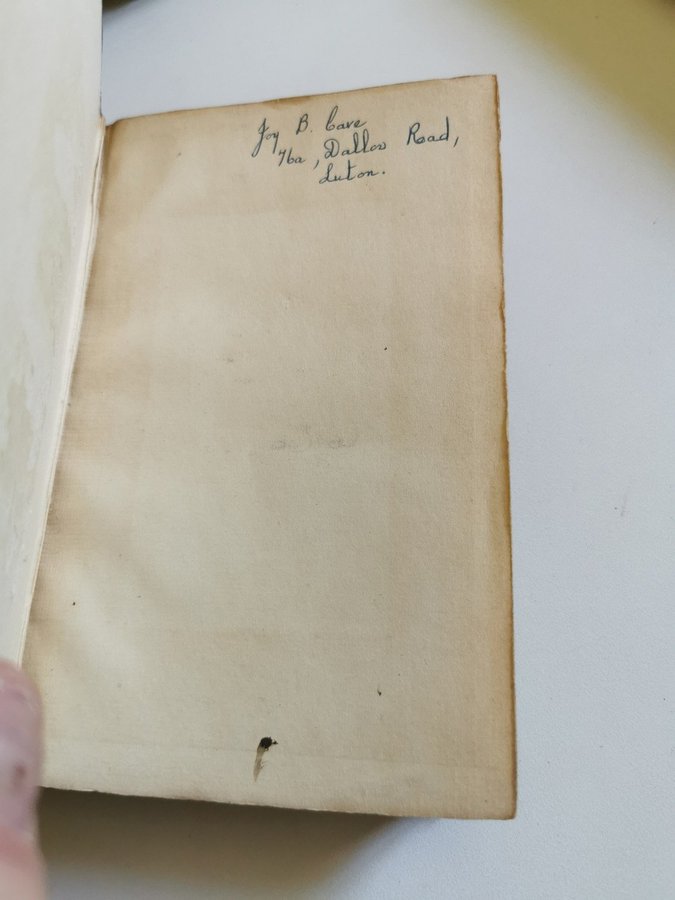 Joy B. Cave
76a, Dallow Road,
Luton.